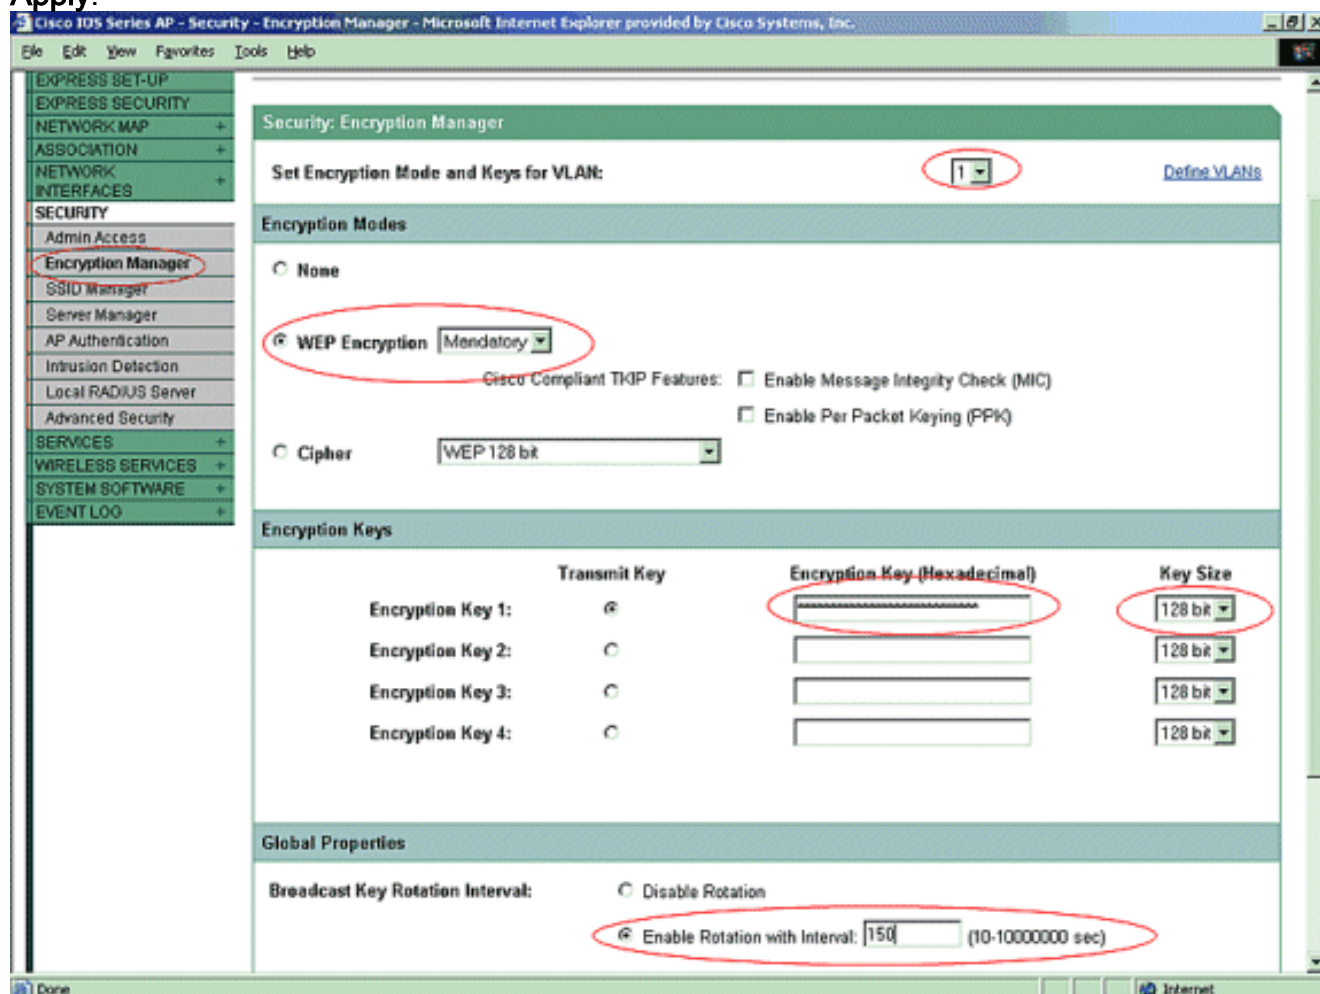 Apply.
Cisco IOS Series AP - Security - Encryption Manager - Microsoft Internet Explorer provided by Cisco Systems, Inc.
File Edit View Favorites Tools Help
EXPRESS SET-UP
EXPRESS SECURITY
NETWORK MAP +
ASSOCIATION +
NETWORK INTERFACES +
SECURITY
Admin Access
Encryption Manager
SSID Manager
Server Manager
AP Authentication
Intrusion Detection
Local RADIUS Server
Advanced Security
SERVICES +
WIRELESS SERVICES +
SYSTEM SOFTWARE +
EVENT LOG +
Security: Encryption Manager
Set Encryption Mode and Keys for VLAN: 1 Define VLANs
Encryption Modes
None
WEP Encryption Mandatory
Cisco Compliant TKIP Features: Enable Message Integrity Check (MIC)
Enable Per Packet Keying (PPK)
Cipher WEP 128 bit
Encryption Keys
Transmit Key Encryption Key (Hexadecimal) Key Size
Encryption Key 1: 128 bit
Encryption Key 2: 128 bit
Encryption Key 3: 128 bit
Encryption Key 4: 128 bit
Global Properties
Broadcast Key Rotation Interval: Disable Rotation
Enable Rotation with Interval: 150 (10-10000000 sec)
Done Internet